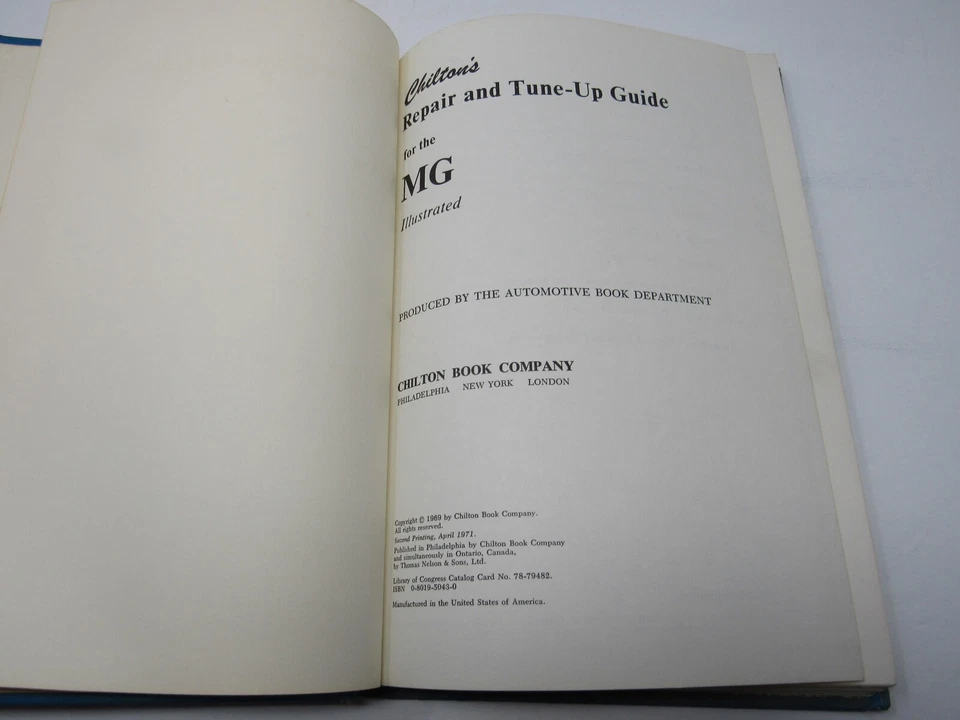 Chilton's
Repair and Tune-Up Guide
for the
MG
Illustrated
PRODUCED BY THE AUTOMOTIVE BOOK DEPARTMENT
CHILTON BOOK COMPANY
PHILADELPHIA NEW YORK LONDON
Copyright © 1969 by Chilton Book Company.
All rights reserved.
Second Printing, April 1971.
Published in Philadelphia by Chilton Book Company
and simultaneously in Ontario, Canada,
by Thomas Nelson & Sons, Ltd.
Library of Congress Catalog Card No. 78-79482.
ISBN 0-8019-5043-0
Manufactured in the United States of America.